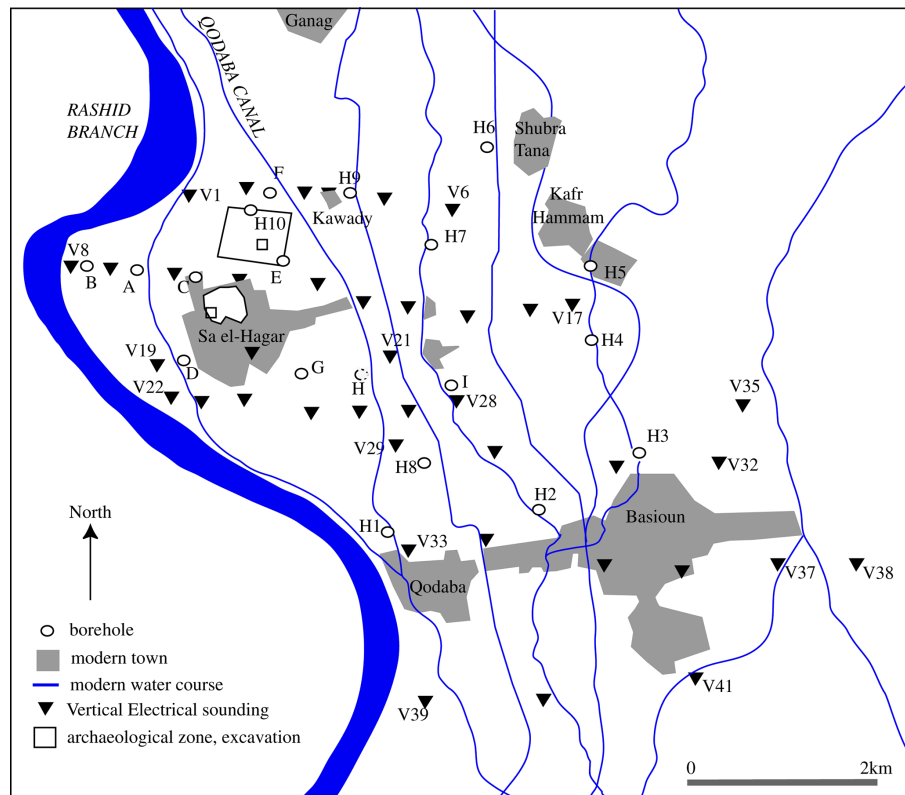 Ganag
QODABA CANAL
RASHID
BRANCH
H6
Shubra
Tana
F
H9
V1
V6
Kafr
Hammam
Kawady
H10
H7
V8
B
A
C
E
H5
V17
Sa el-Hagar
H4
V21
V19
D
G
H
I
V22
V28
V35
V29
H8
H3
V32
H2
Basioun
North
H1
V33
V37
V38
Qodaba
borehole
modern town
modern water course
V41
Vertical Electrical sounding
V39
archaeological zone, excavation
0
2km